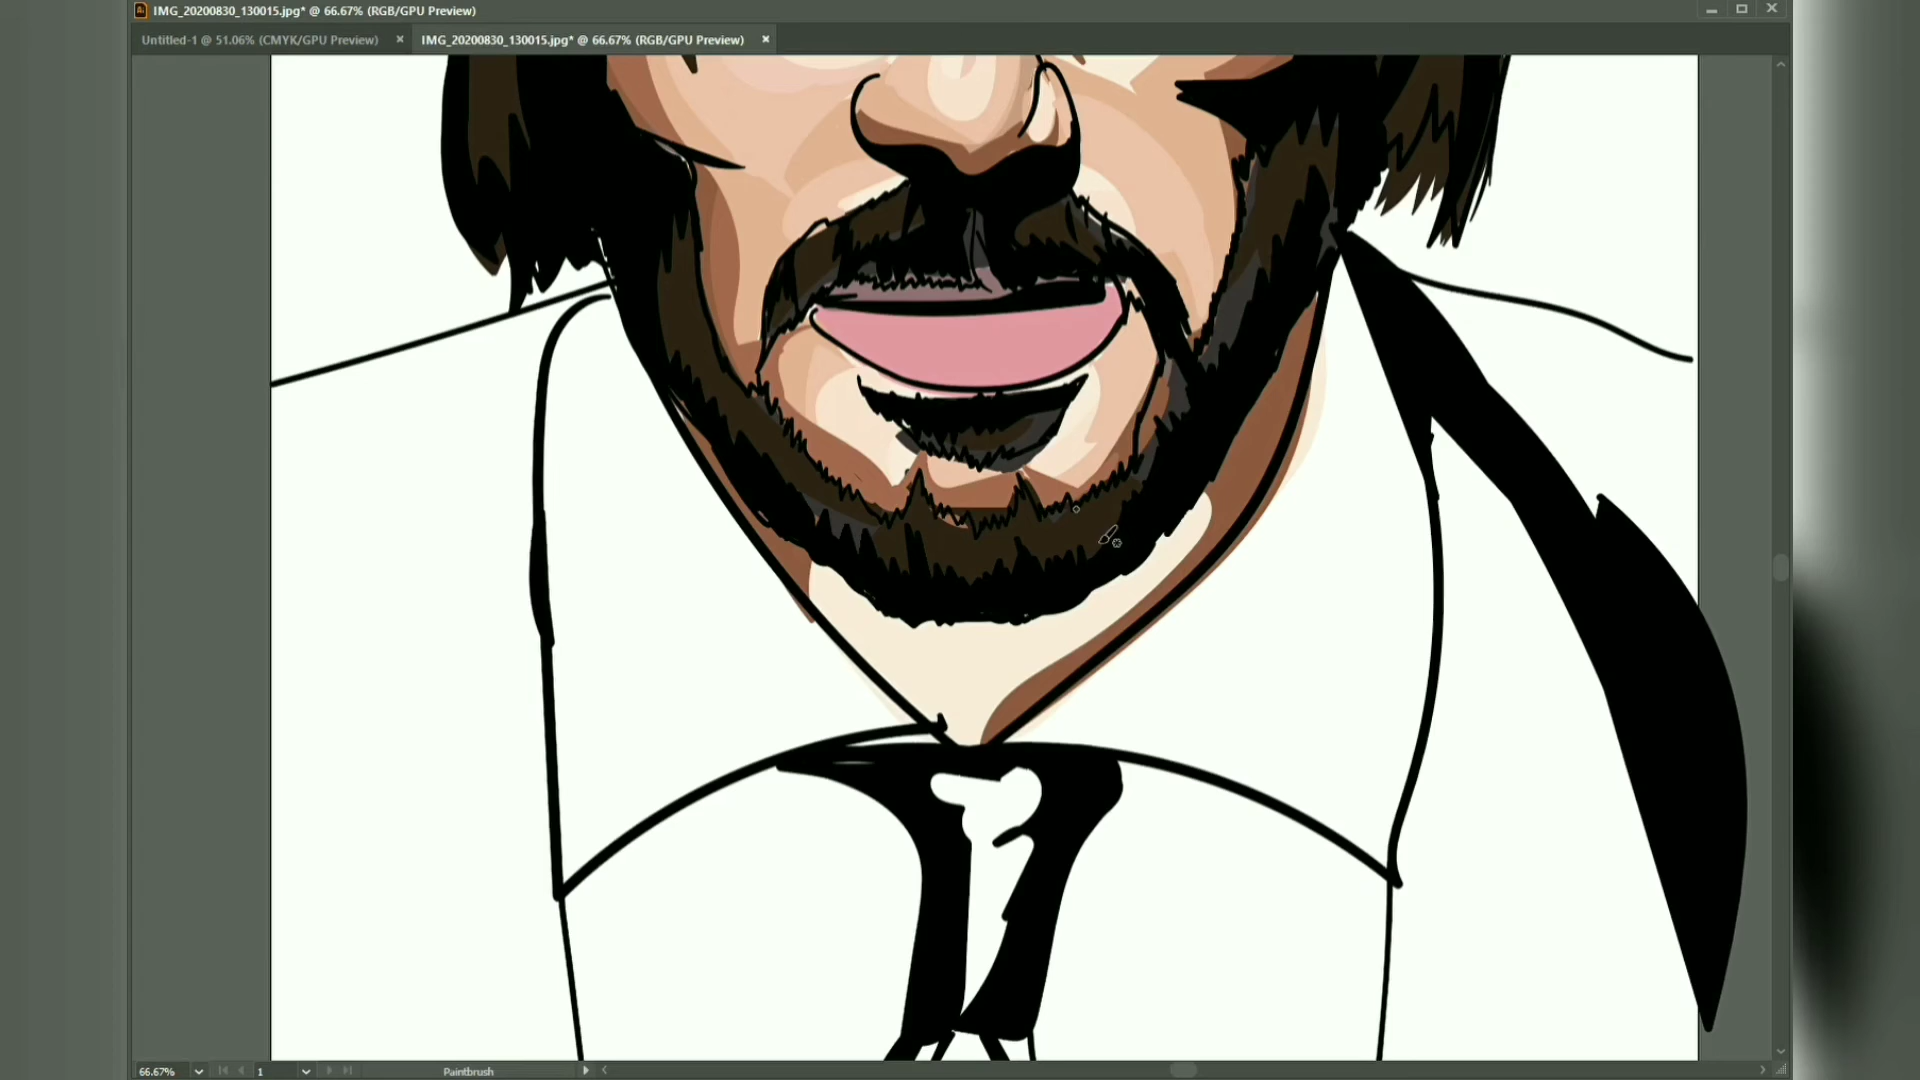 Ai IMG_20200830_130015.jpg* @ 66.67% (RGB/GPU Preview)
Untitled-1 @ 51.06% (CMYK/GPU Preview) × IMG_20200830_130015.jpg* @ 66.67% (RGB/GPU Preview) ×
66.67% 1 Paintbrush